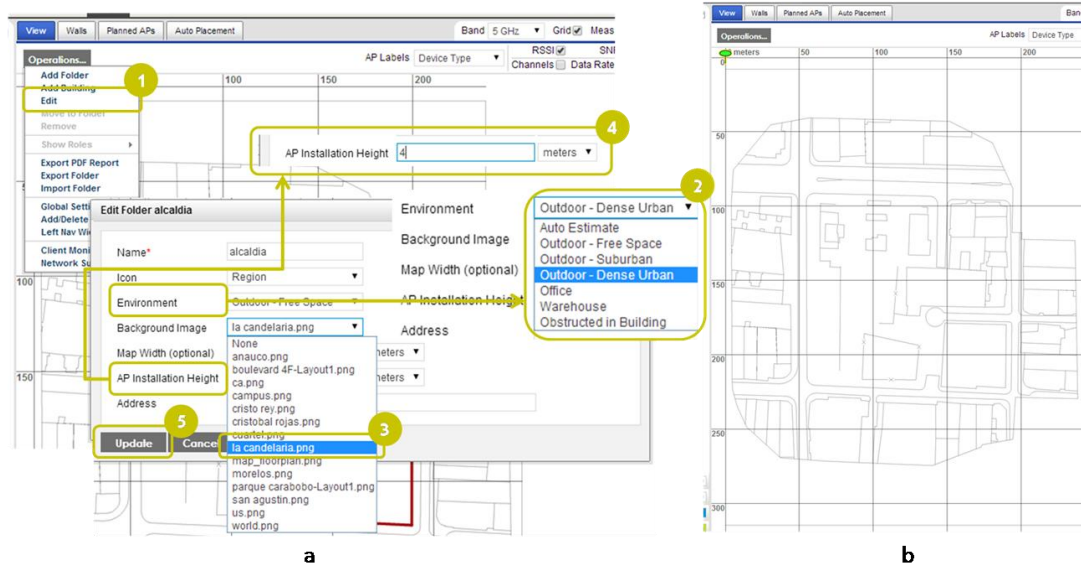 View Walls Planned APs Auto Placement
Band 5 GHz Grid Meas
Operations...
AP Labels Device Type
RSSI SNI
Channels Data Rate
100 150 200
Add Folder
Add Building
Edit
Move to Folder
Remove
Show Roles
Export PDF Report
Export Folder
Import Folder
Global Setti
Add/Delete
Left Nav Wi
Client Moni
Network Su
1
4
AP Installation Height 4 meters
2
Environment Outdoor - Dense Urban
Auto Estimate
Outdoor - Free Space
Outdoor - Suburban
Outdoor - Dense Urban
Office
Warehouse
Obstructed in Building
Background Image
Map Width (optional)
AP Installation Height
Address
Edit Folder alcaldia
Name* alcaldia
Icon Region
Environment Outdoor - Free Space
Background Image la candelaria.png
Map Width (optional) meters
AP Installation Height meters
Address
None
anauco.png
boulevard 4F-Layout1.png
ca.png
campus.png
cristo rey.png
cristobal rojas.png
cuartel.png
la candelaria.png
map_floorplan.png
morelos.png
parque carabobo-Layout1.png
san agustin.png
us.png
world.png
3
5
Update Cancel
100
150
a
View Walls Planned APs Auto Placement
Ban
Operations...
AP Labels Device Type
meters 50 100 150 200
0
50
100
150
200
250
300
b